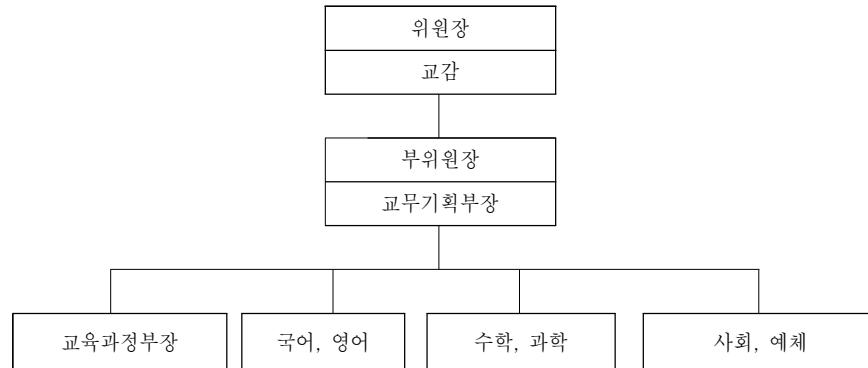 위원장
교감
부위원장
교무기획부장
교육과정부장
국어, 영어
수학, 과학
사회, 예체